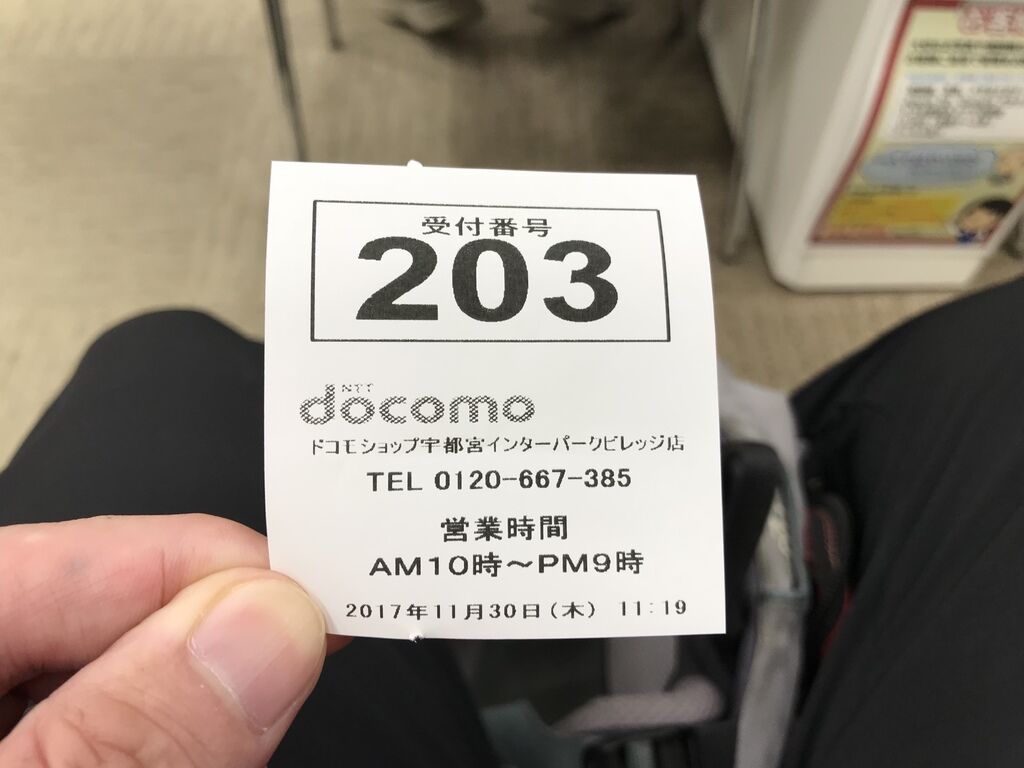 受付番号
203
NTT
docomo
ドコモショップ宇都宮インターパークビレッジ店
TEL 0120-667-385
営業時間
AM10時～PM9時
2017年11月30日(木) 11:19